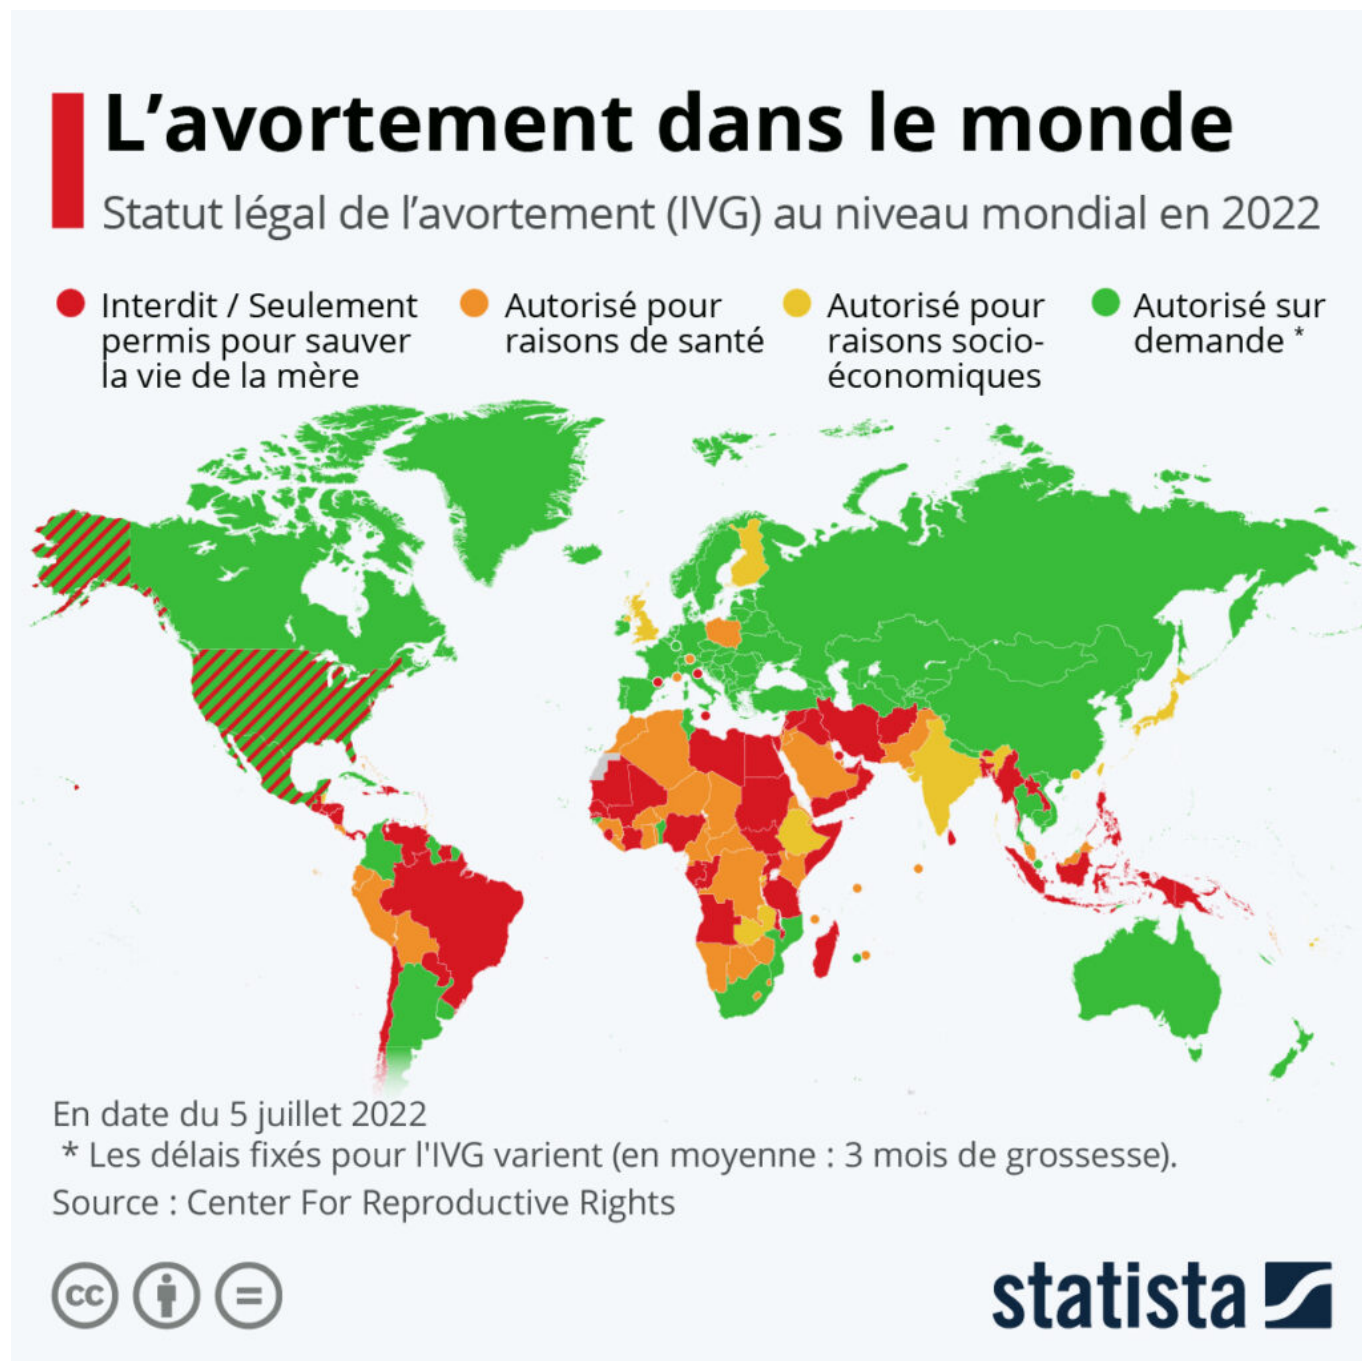 L’avortement dans le monde
Statut légal de l’avortement (IVG) au niveau mondial en 2022
Interdit / Seulement
permis pour sauver
la vie de la mère
Autorisé pour
raisons de santé
Autorisé pour
raisons socio-
économiques
Autorisé sur
demande *
En date du 5 juillet 2022
* Les délais fixés pour l'IVG varient (en moyenne : 3 mois de grossesse).
Source : Center For Reproductive Rights
cc
statista